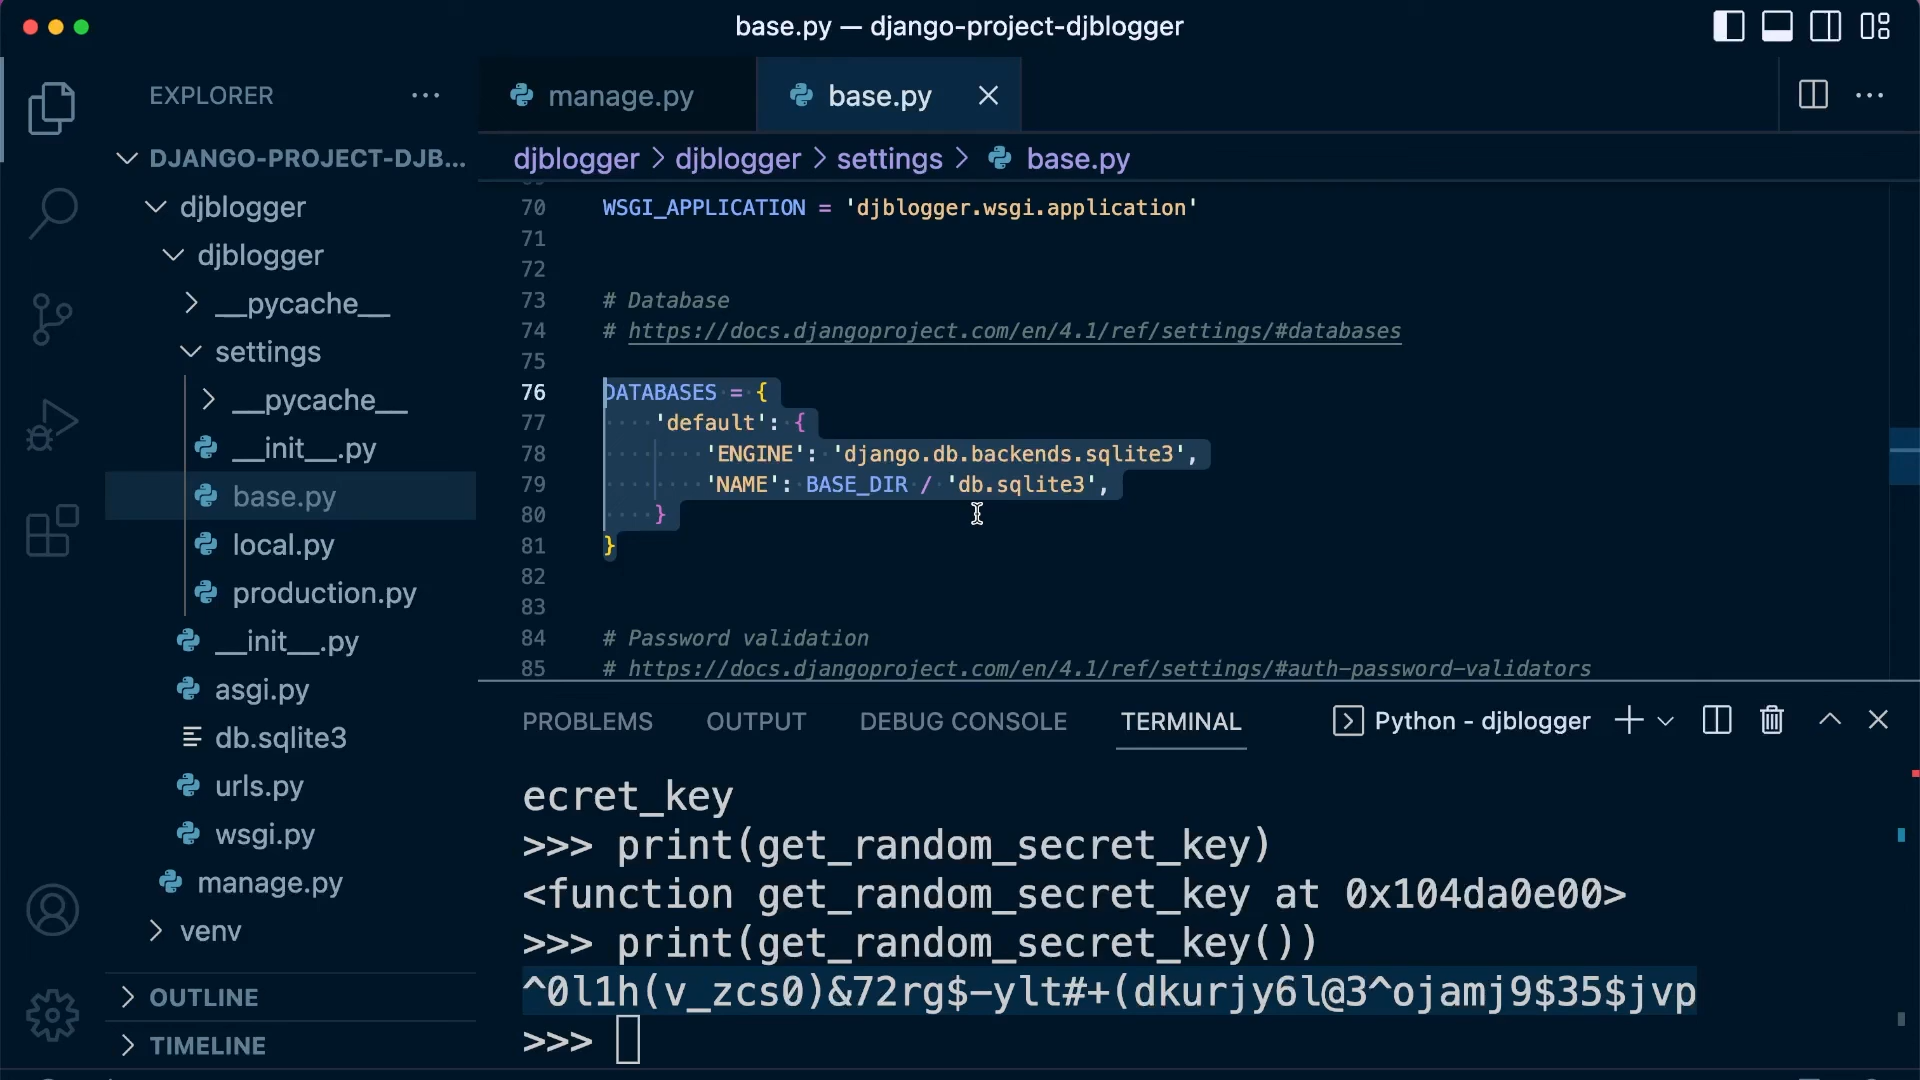 base.py — django-project-djblogger
EXPLORER
DJANGO-PROJECT-DJB...
djblogger
djblogger
__pycache__
settings
__pycache__
__init__.py
base.py
local.py
production.py
__init__.py
asgi.py
db.sqlite3
urls.py
wsgi.py
manage.py
venv
OUTLINE
TIMELINE
manage.py
base.py
djblogger > djblogger > settings > base.py
70 WSGI_APPLICATION = 'djblogger.wsgi.application'
71
72
73 # Database
74 # https://docs.djangoproject.com/en/4.1/ref/settings/#databases
75
76 DATABASES = {
77     'default': {
78         'ENGINE': 'django.db.backends.sqlite3',
79         'NAME': BASE_DIR / 'db.sqlite3',
80     }
81 }
82
83
84 # Password validation
85 # https://docs.djangoproject.com/en/4.1/ref/settings/#auth-password-validators
PROBLEMS OUTPUT DEBUG CONSOLE TERMINAL Python - djblogger
ecret_key
>>> print(get_random_secret_key)
<function get_random_secret_key at 0x104da0e00>
>>> print(get_random_secret_key())
^0l1h(v_zcs0)&72rg$-ylt#+(dkurjy6l@3^ojamj9$35$jvp
>>>